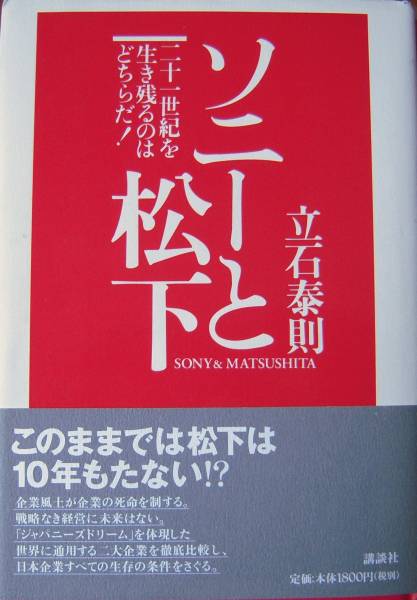 ソニーと松下
二十一世紀を
生き残るのは
どちらだ!
立石泰則
SONY & MATSUSHITA
このままでは松下は
10年もたない!?
企業風土が企業の死命を制する。
戦略なき経営に未来はない。
「ジャパニーズドリーム」を体現した
世界に通用する二大企業を徹底比較し、
日本企業すべての生存の条件をさぐる。
講談社
定価:本体1800円(税別)